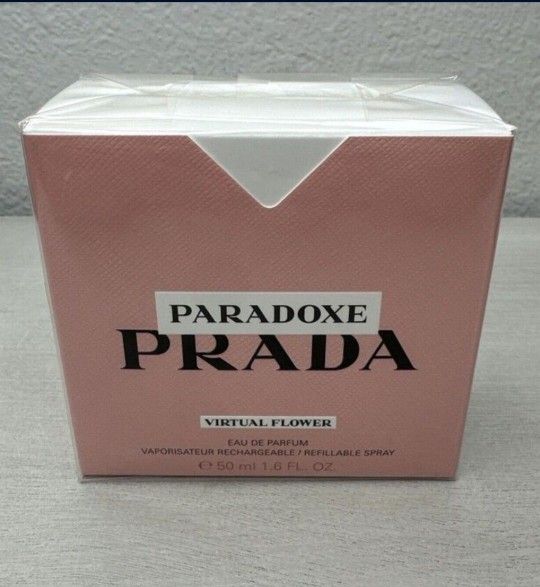 PARADOXE
PRADA
VIRTUAL FLOWER
EAU DE PARFUM
VAPORISATEUR RECHARGEABLE / REFILLABLE SPRAY
℮ 50 ml 1.6 FL. OZ.